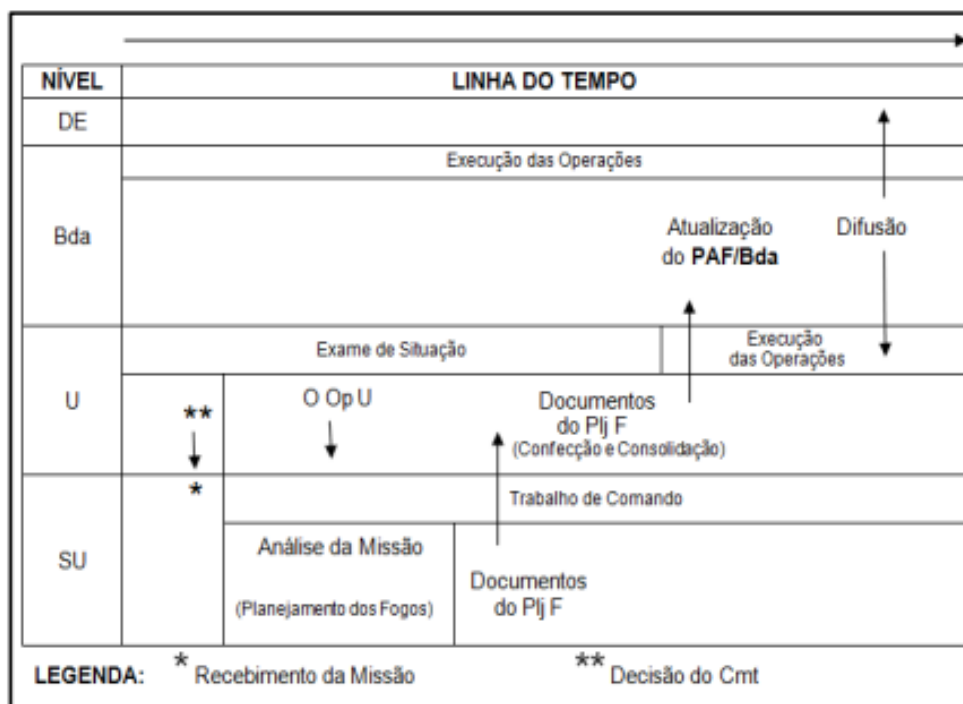 NÍVEL
LINHA DO TEMPO
DE
Execução das Operações
Bda
Atualização
do PAF/Bda
Difusão
Exame de Situação
Execução
das Operações
U
**
O Op U
Documentos
do Plj F
(Confecção e Consolidação)
*
Trabalho de Comando
SU
Análise da Missão
(Planejamento dos Fogos)
Documentos
do Plj F
LEGENDA: * Recebimento da Missão ** Decisão do Cmt